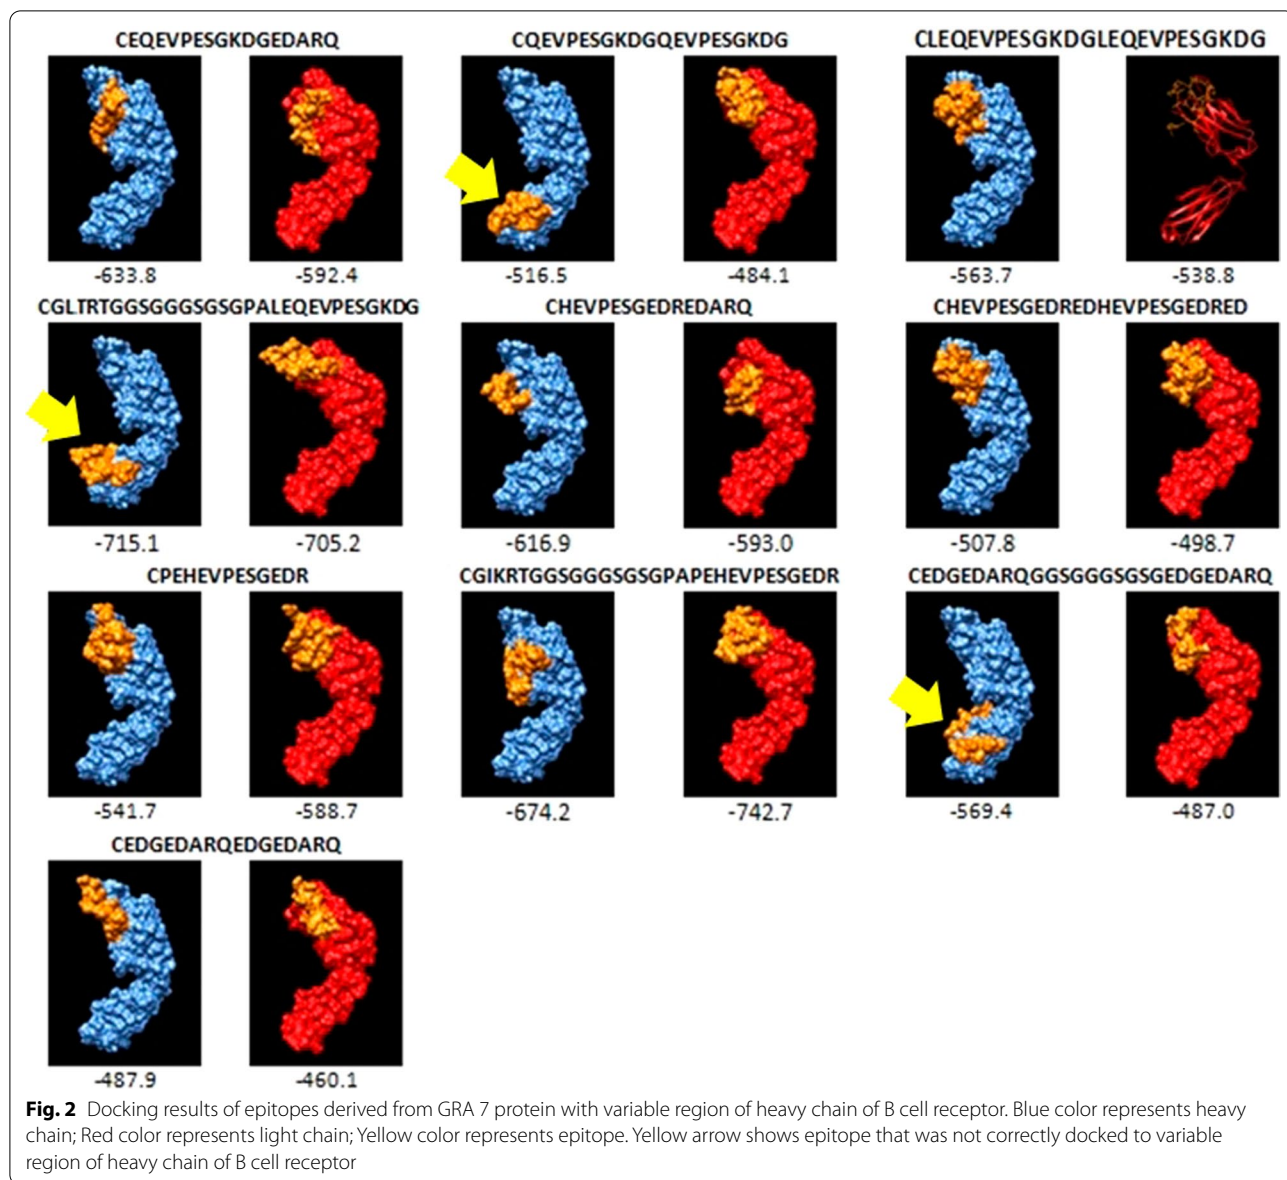 CEQEVPESGKDGEDARQ
CQEVPESGKDGQEVPESGKDG
CLEQEVPESGKDGLEQEVPESGKDG
-633.8
-592.4
-516.5
-484.1
-563.7
-538.8
CGLTRTGGSGGGSGSGPALEQEVPESGKDG
CHEVPESGEDREDARQ
CHEVPESGEDREDHEVPESGEDRED
-715.1
-705.2
-616.9
-593.0
-507.8
-498.7
CPEHEVPESGEDR
CGIKRTGGSGGGSGSGPAPEHEVPESGEDR
CEDGEDARQGGSGGGSGSGEDGEDARQ
-541.7
-588.7
-674.2
-742.7
-569.4
-487.0
CEDGEDARQEDGEDARQ
-487.9
-460.1
Fig. 2 Docking results of epitopes derived from GRA 7 protein with variable region of heavy chain of B cell receptor. Blue color represents heavy
chain; Red color represents light chain; Yellow color represents epitope. Yellow arrow shows epitope that was not correctly docked to variable
region of heavy chain of B cell receptor